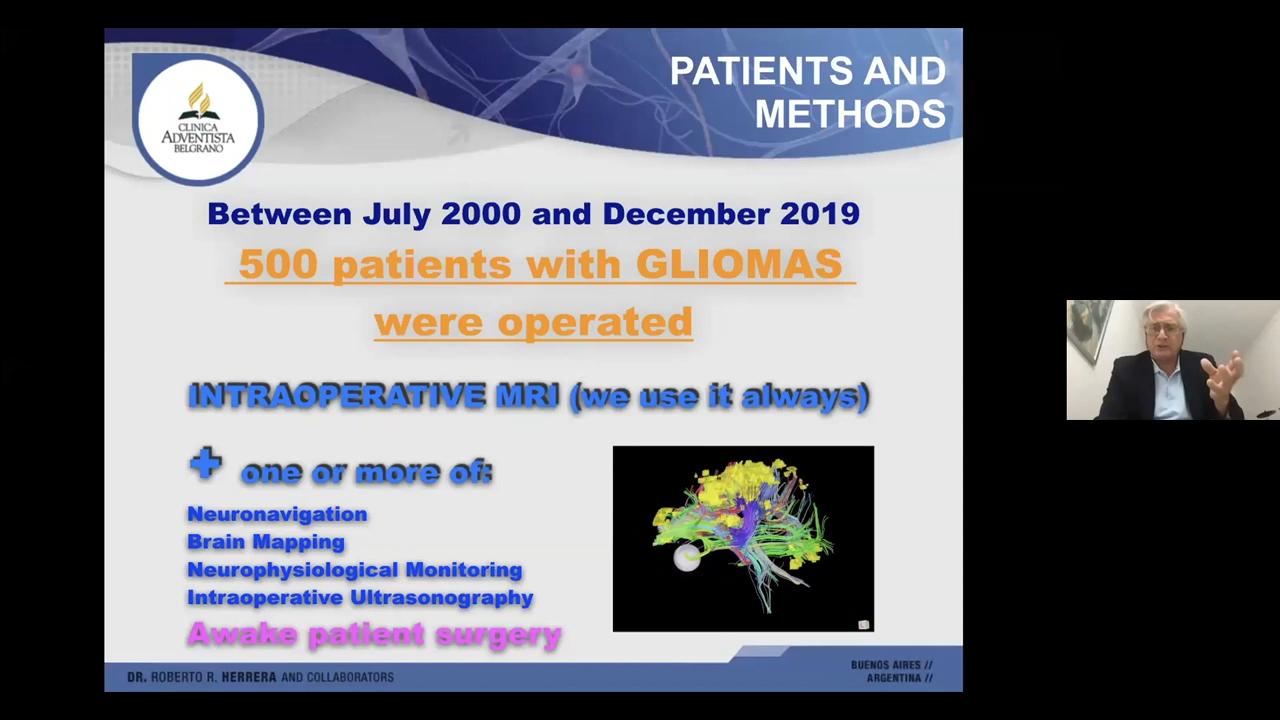 PATIENTS AND
METHODS
CLINICA
ADVENTISTA
BELGRANO
Between July 2000 and December 2019
500 patients with GLIOMAS
were operated
INTRAOPERATIVE MRI (we use it always)
+ one or more of:
Neuronavigation
Brain Mapping
Neurophysiological Monitoring
Intraoperative Ultrasonography
Awake patient surgery
DR. ROBERTO R. HERRERA AND COLLABORATORS
BUENOS AIRES //
ARGENTINA //